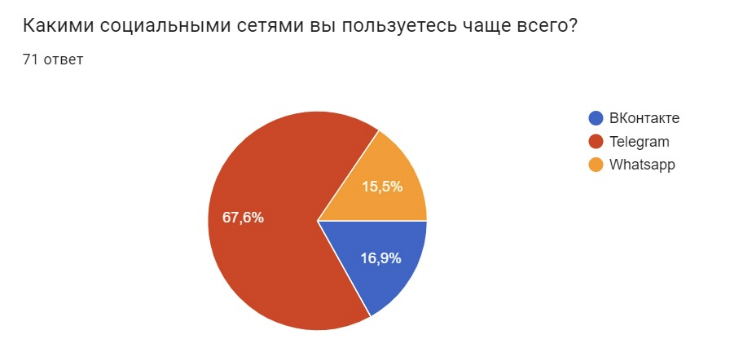 Какими социальными сетями вы пользуетесь чаще всего?
71 ответ
ВКонтакте
Telegram
Whatsapp
15,5%
67,6%
16,9%